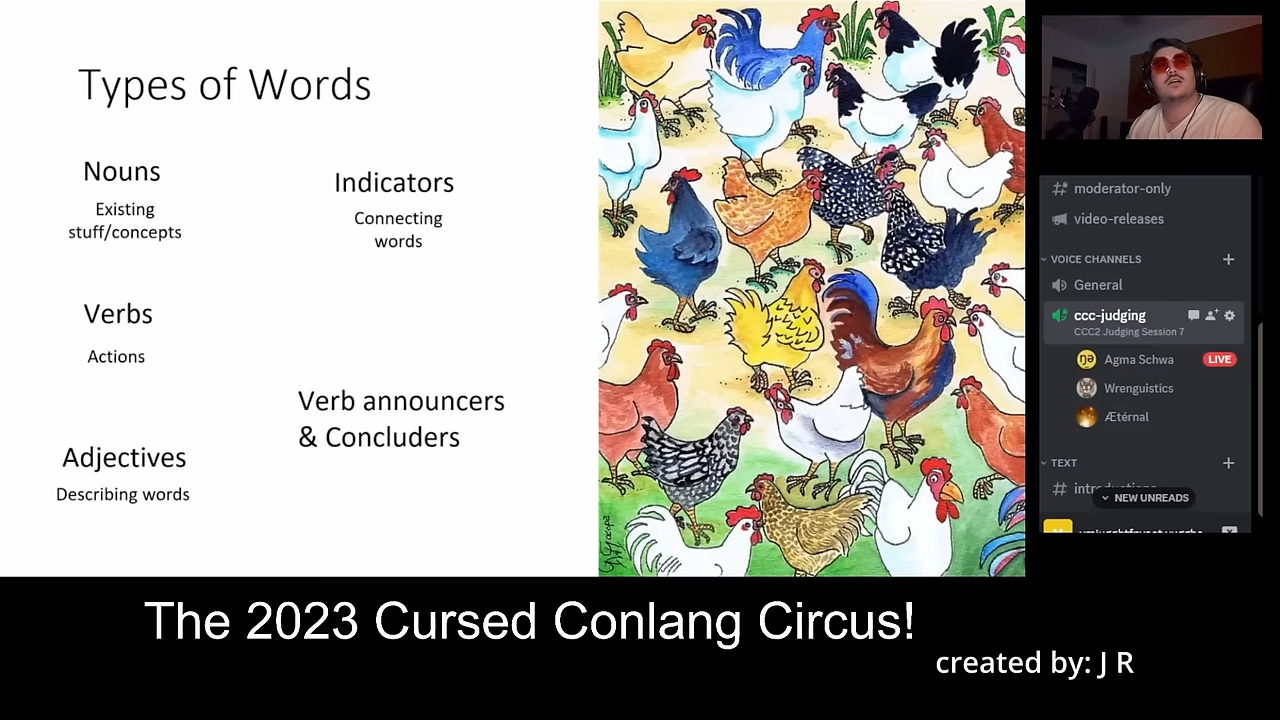 Types of Words
Nouns
Existing
stuff/concepts
Indicators
Connecting
words
Verbs
Actions
Verb announcers
& Concluders
Adjectives
Describing words
moderator-only
video-releases
VOICE CHANNELS
General
ccc-judging
CCC2 Judging Session 7
ŋə
Agma Schwa
LIVE
Wrenguistics
Ætérnal
TEXT
NEW UNREADS
The 2023 Cursed Conlang Circus!
created by: J R